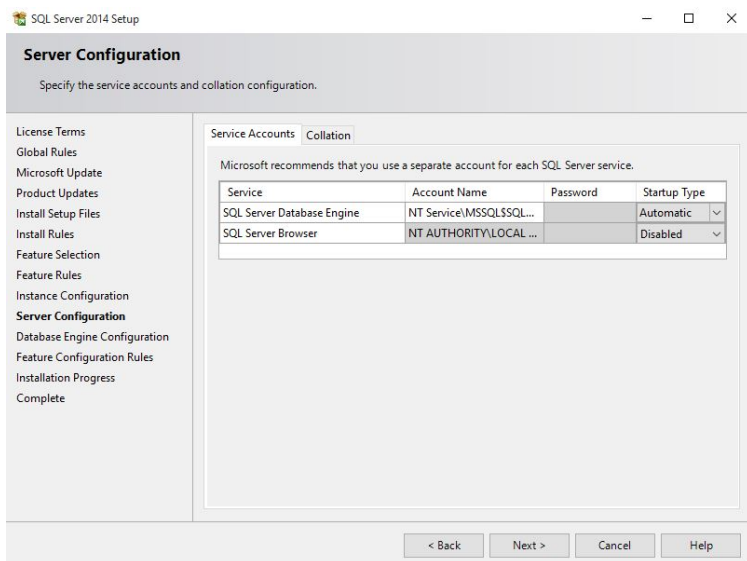 SQL Server 2014 Setup
Server Configuration
Specify the service accounts and collation configuration.
License Terms
Global Rules
Microsoft Update
Product Updates
Install Setup Files
Install Rules
Feature Selection
Feature Rules
Instance Configuration
Server Configuration
Database Engine Configuration
Feature Configuration Rules
Installation Progress
Complete
Service Accounts Collation
Microsoft recommends that you use a separate account for each SQL Server service.
Service Account Name Password Startup Type
SQL Server Database Engine NT Service\MSSQL$SQL... Automatic
SQL Server Browser NT AUTHORITY\LOCAL ... Disabled
< Back Next > Cancel Help